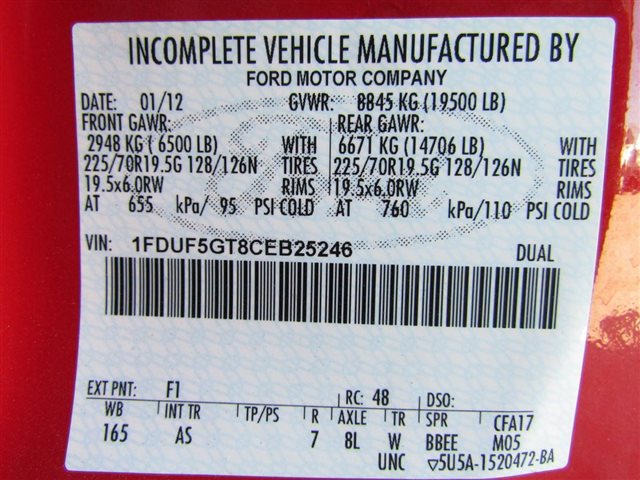 INCOMPLETE VEHICLE MANUFACTURED BY
FORD MOTOR COMPANY
DATE: 01/12 GVWR: 8845 KG (19500 LB)
FRONT GAWR: REAR GAWR:
2948 KG ( 6500 LB) WITH 6671 KG (14706 LB) WITH
225/70R19.5G 128/126N TIRES 225/70R19.5G 128/126N TIRES
19.5x6.0RW RIMS 19.5x6.0RW RIMS
AT 655 kPa/ 95 PSI COLD AT 760 kPa/110 PSI COLD
VIN: 1FDUF5GT8CEB25246 DUAL
EXT PNT: F1 RC: 48 DSO:
WB INT TR TP/PS R AXLE TR SPR CFA17
165 AS 7 8L W BBEE M05
UNC ▽5U5A-1520472-BA